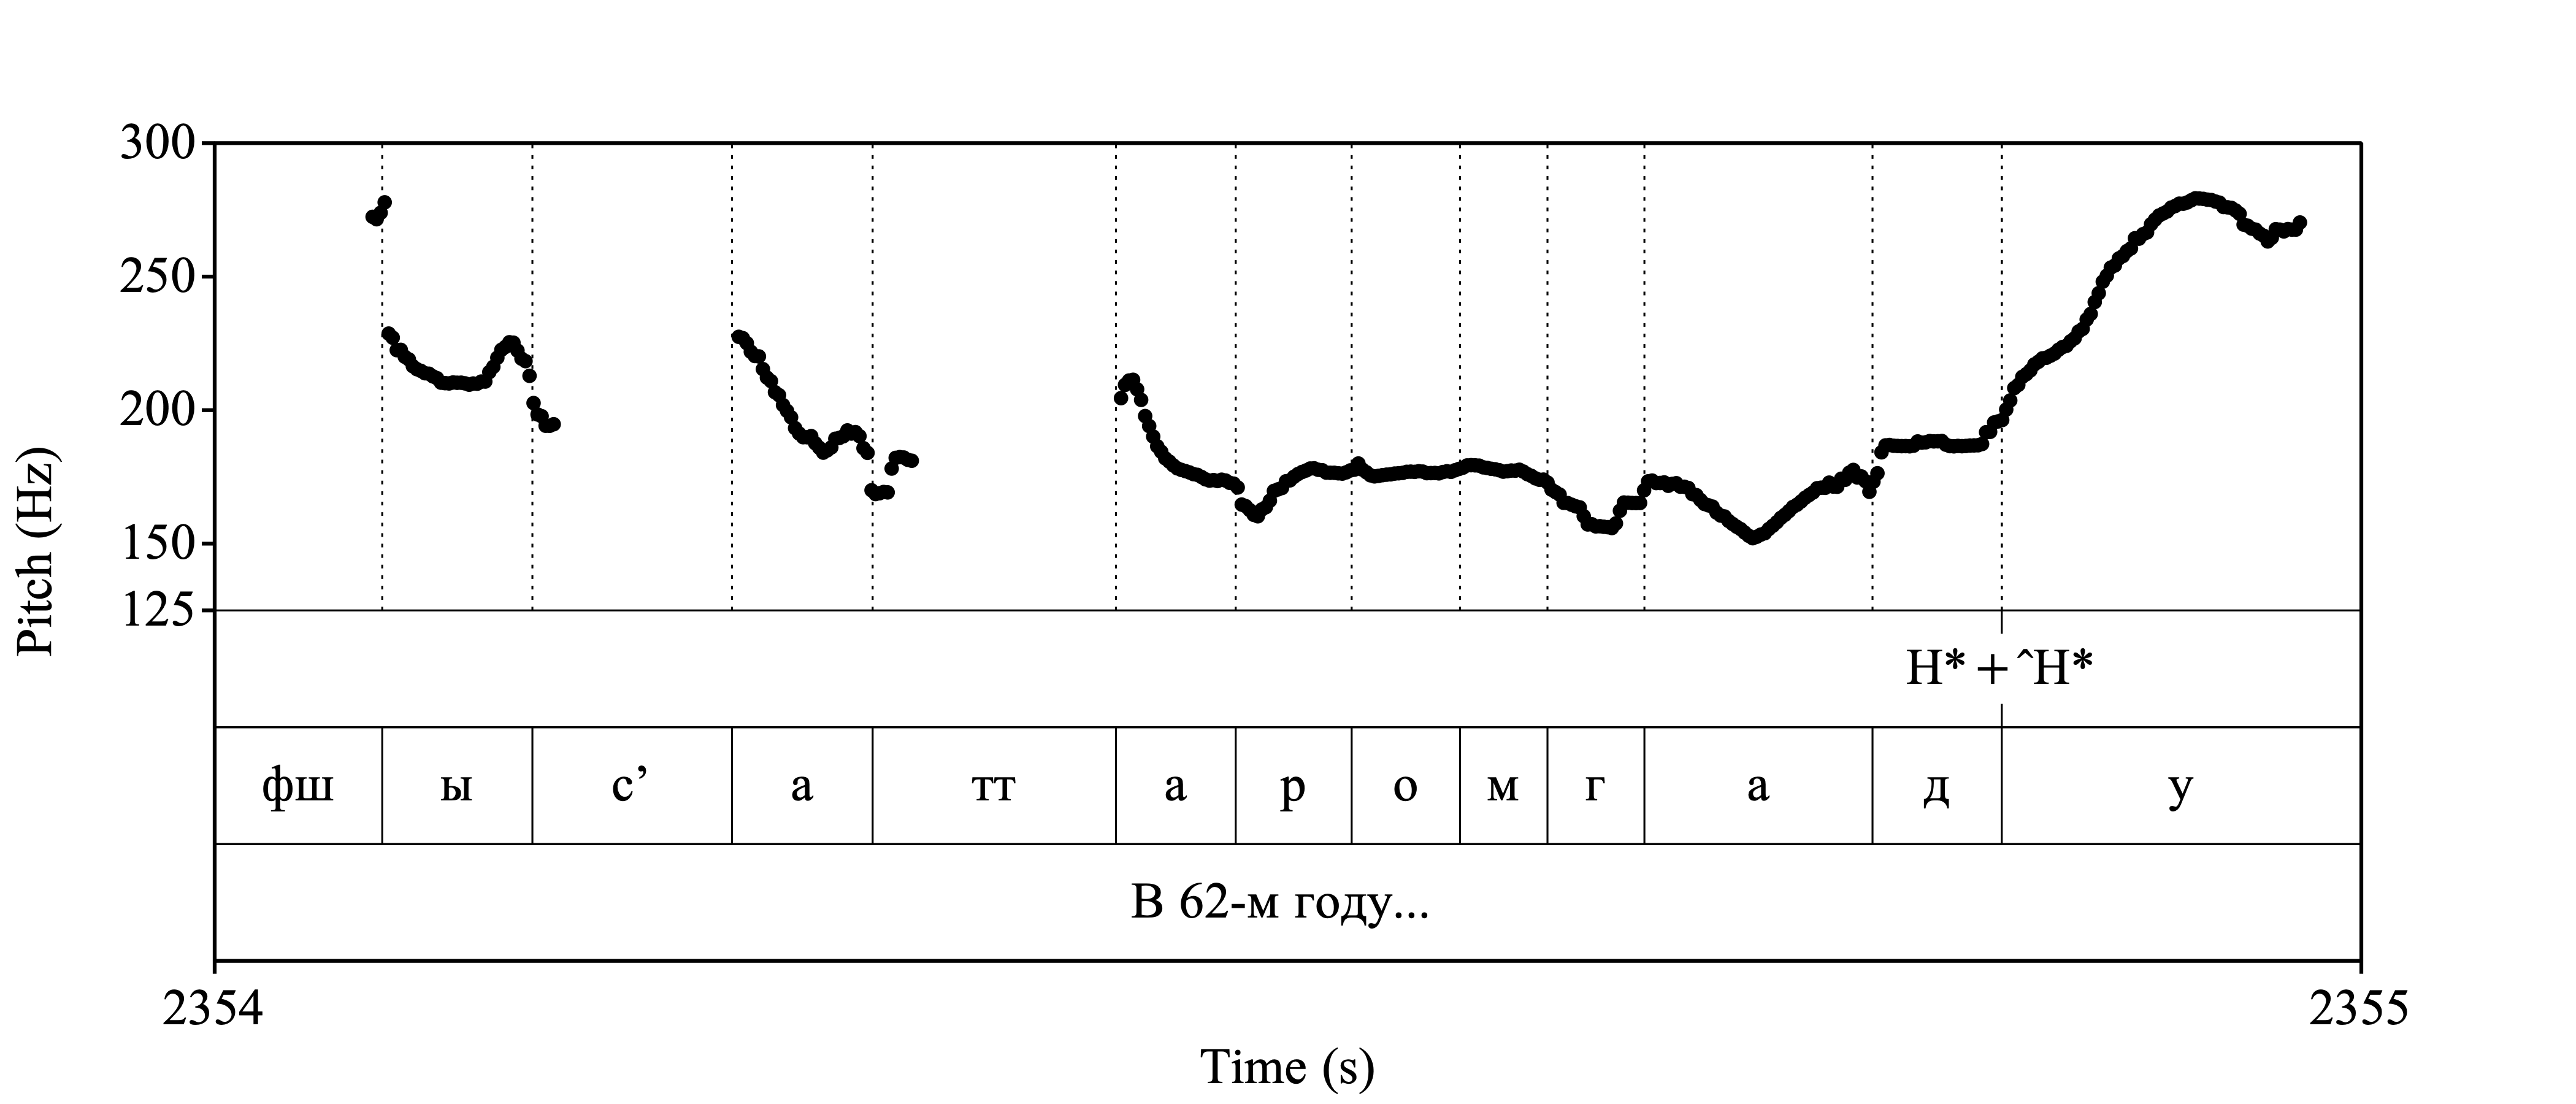 300
250
200
150
125
Pitch (Hz)
H* + ^H*
фш ы с’ а тт а р о м г а д у
В 62-м году...
2354 2355
Time (s)